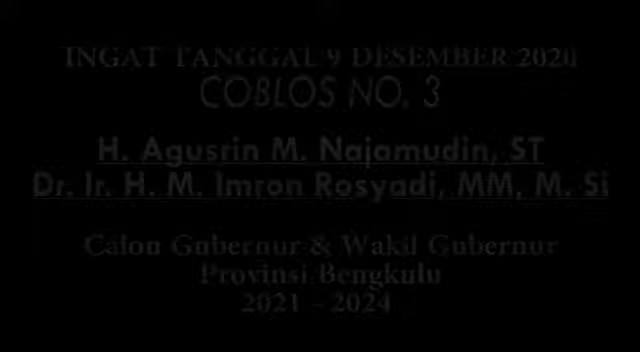 INGAT TANGGAL 9 DESEMBER 2020
COBLOS NO. 3
H. Agusrin M. Najamudin, ST
Dr. Ir. H. M. Imron Rosyadi, MM, M. Si
Calon Gubernur & Wakil Gubernur
Provinsi Bengkulu
2021 - 2024